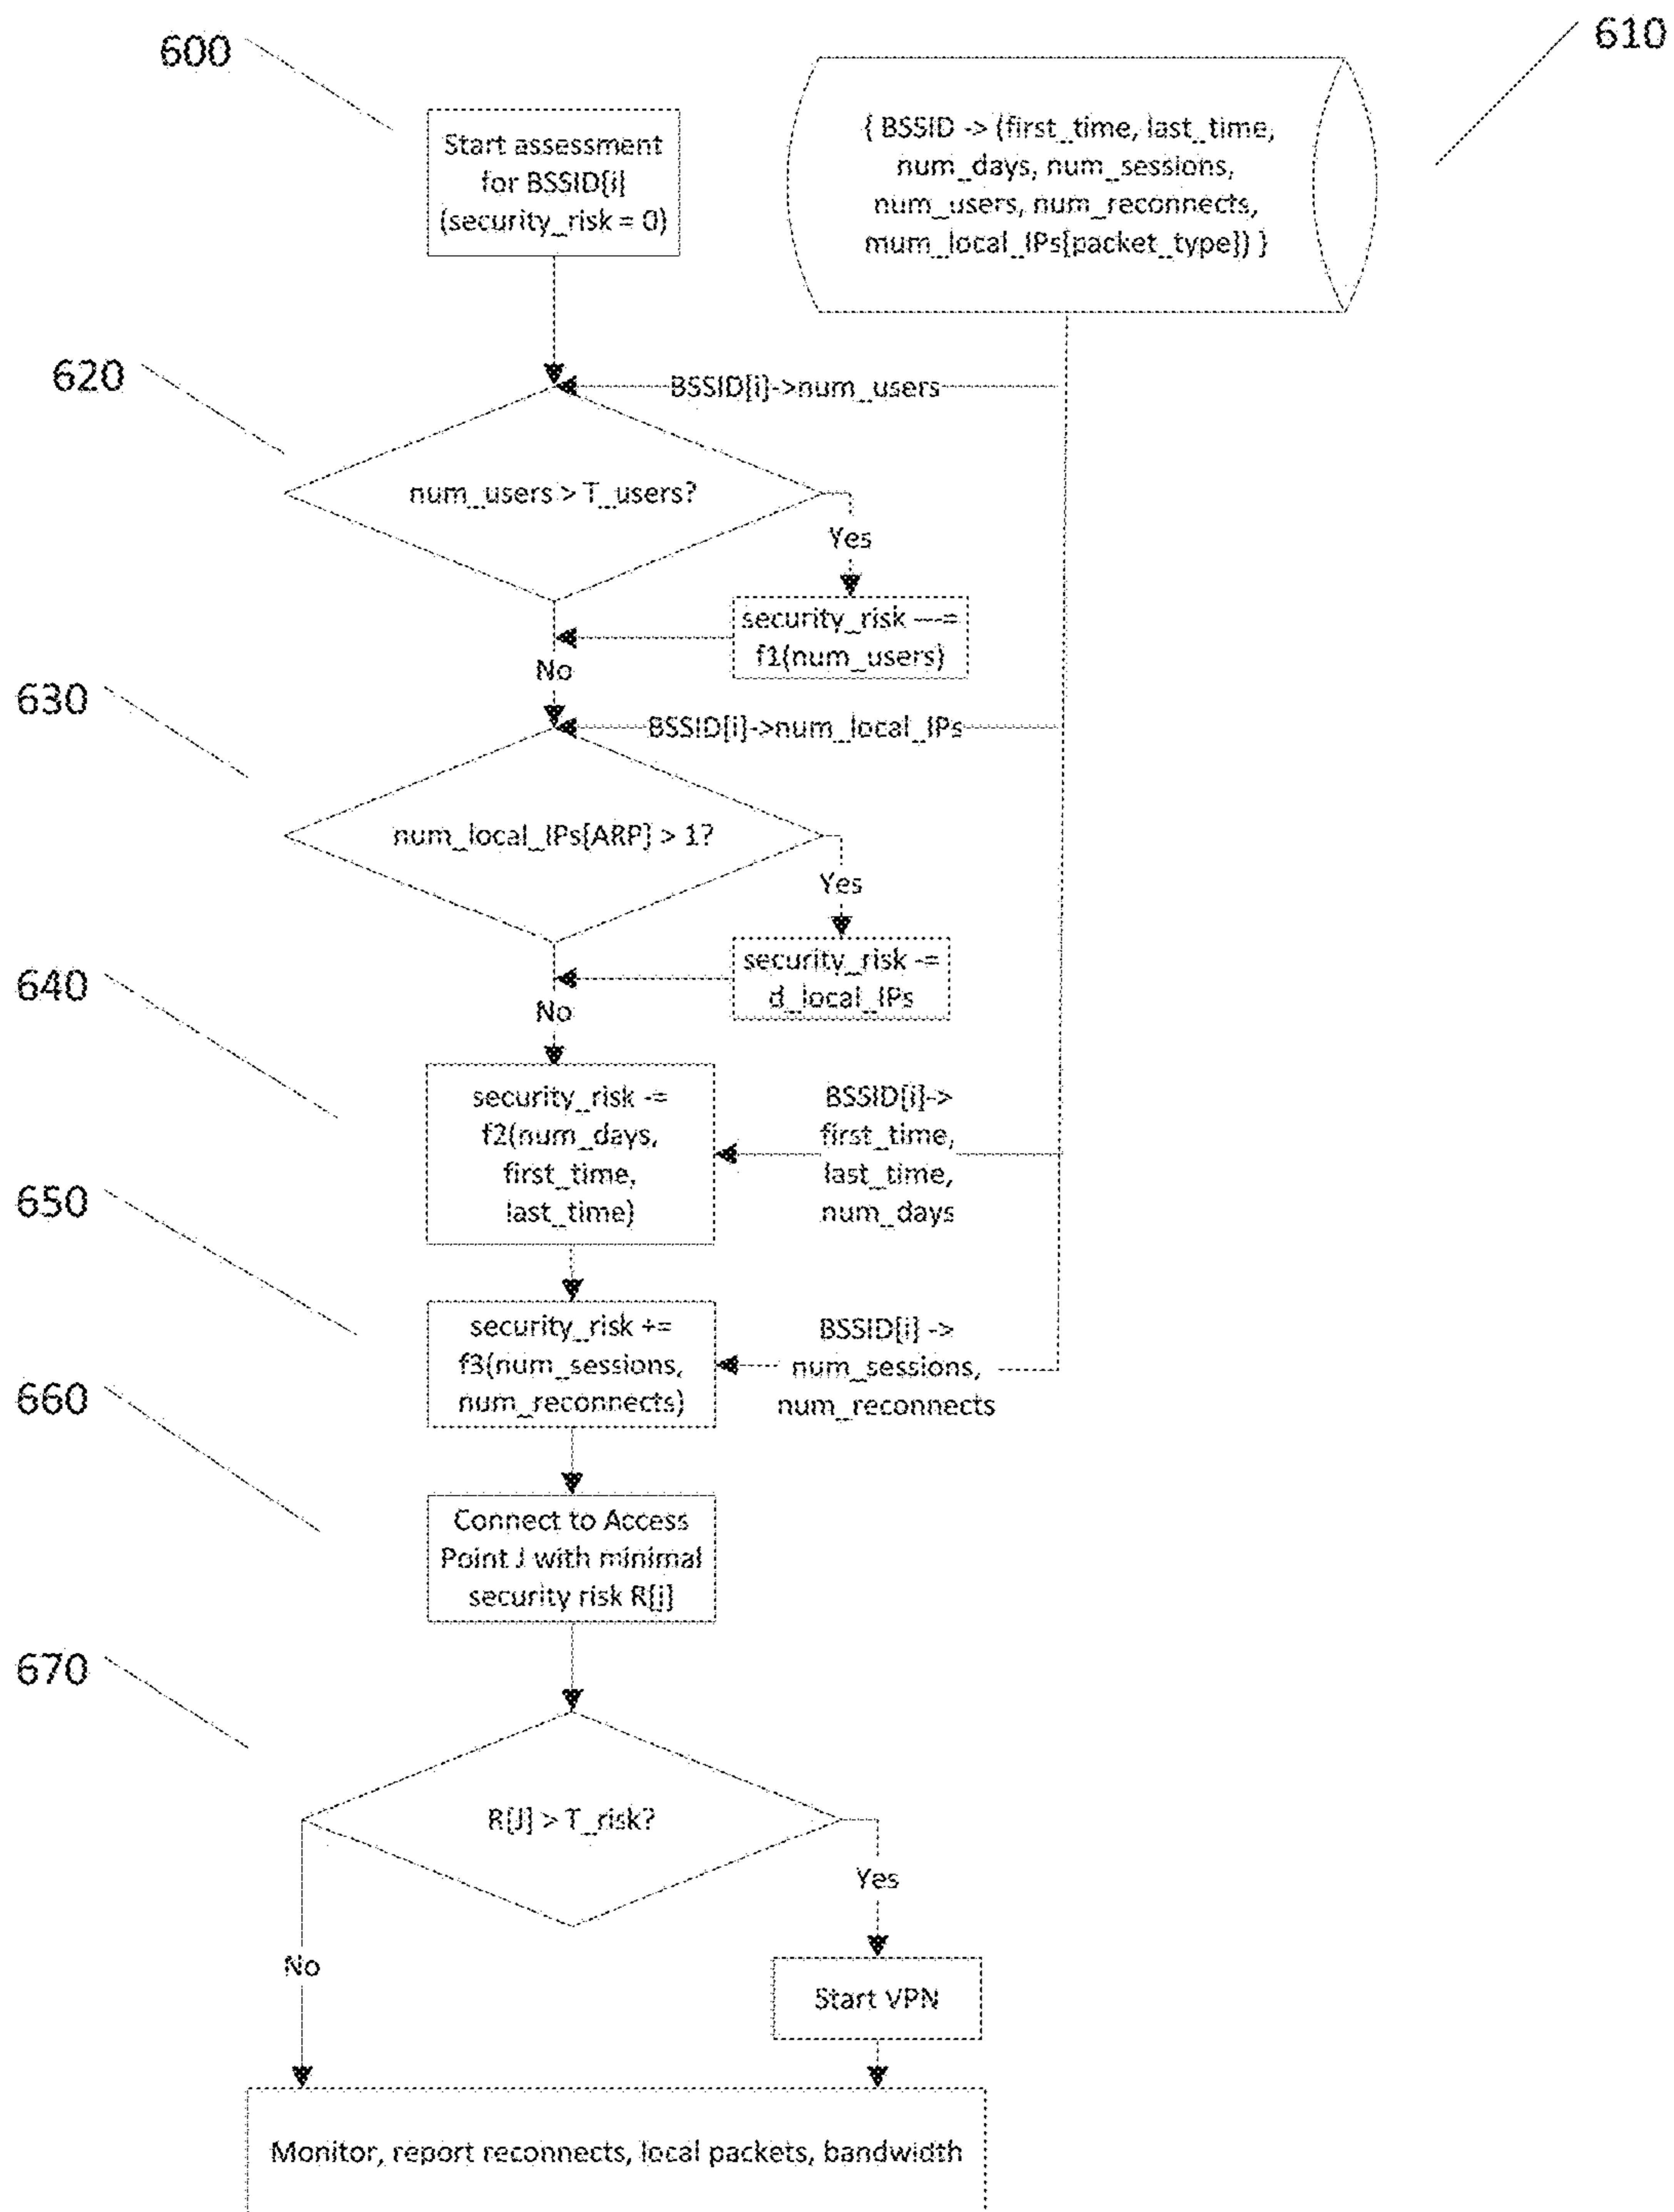 600
610
Start assessment
for BSSID[i]
(security_risk = 0)
{ BSSID -> (first_time, last_time,
num_days, num_sessions,
num_users, num_reconnects,
mum_local_IPs[packet_type]) }
620
BSSID[i]->num_users
num_users > T_users?
Yes
security_risk ---=
f1(num_users)
No
630
BSSID[i]->num_local_IPs
num_local_IPs[ARP] > 1?
Yes
security_risk -=
d_local_IPs
No
640
security_risk -=
f2(num_days,
first_time,
last_time)
BSSID[i]->
first_time,
last_time,
num_days
650
security_risk +=
f3(num_sessions,
num_reconnects)
BSSID[i] ->
num_sessions,
num_reconnects
660
Connect to Access
Point J with minimal
security risk R[j]
670
R[J] > T_risk?
Yes
No
Start VPN
Monitor, report reconnects, local packets, bandwidth